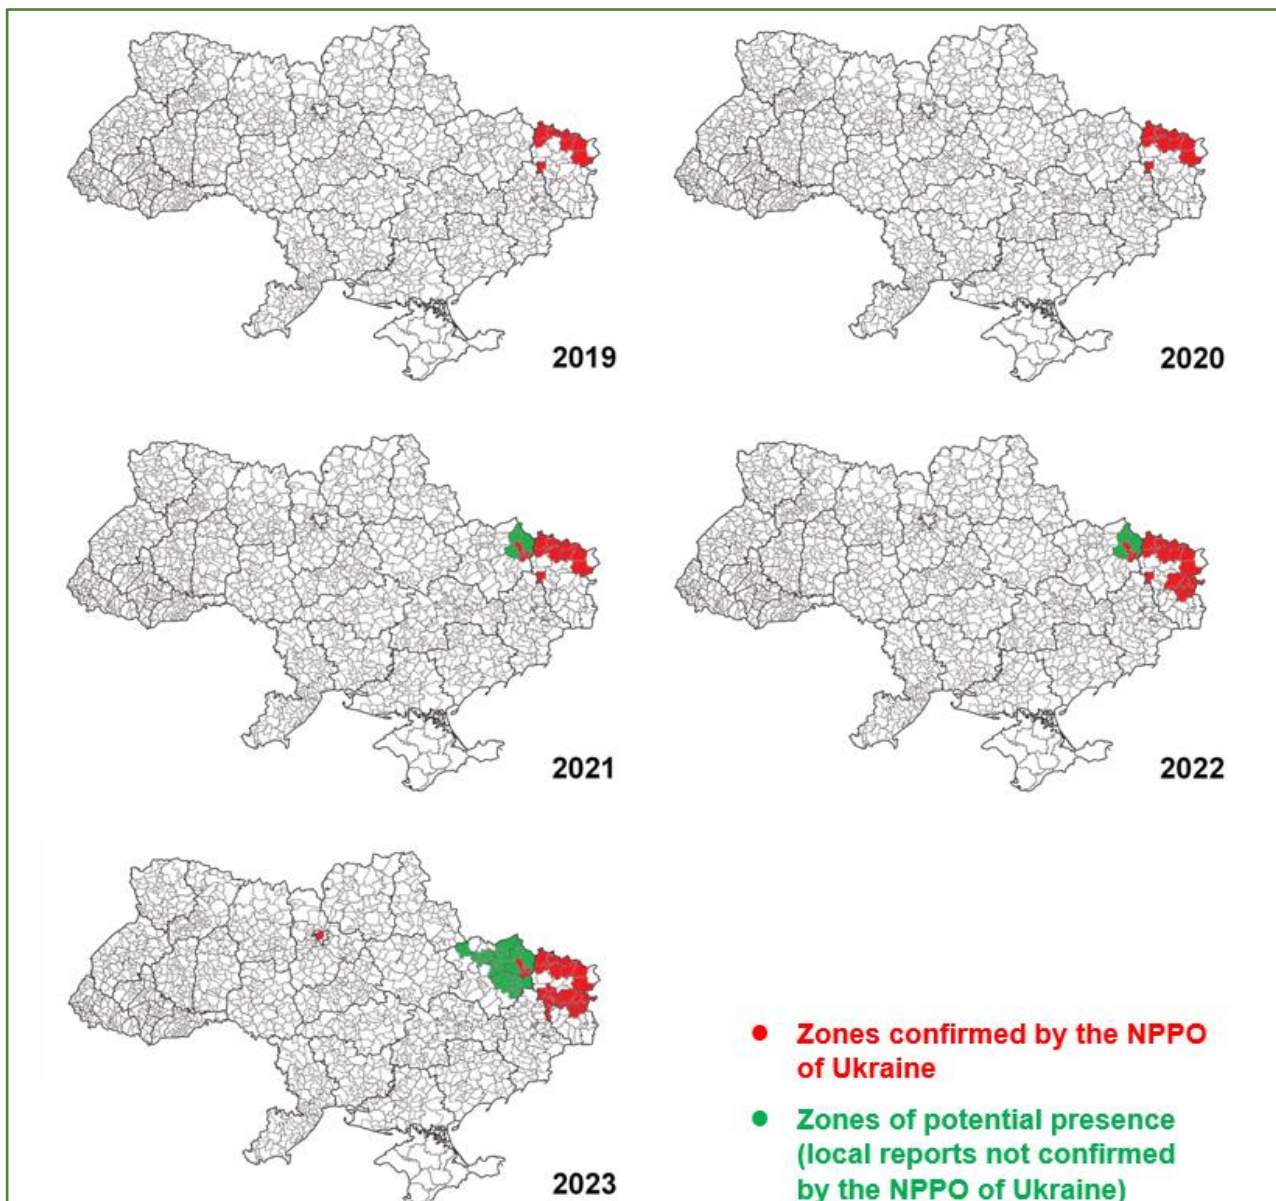 2019
2020
2021
2022
2023
Zones confirmed by the NPPO
of Ukraine
Zones of potential presence
(local reports not confirmed
by the NPPO of Ukraine)